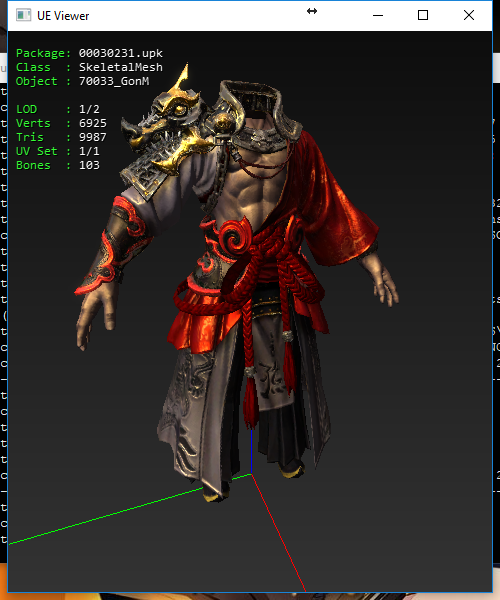 UE Viewer
Package: 00030231.upk
Class  : SkeletalMesh
Object : 70033_GonM
LOD    : 1/2
Verts  : 6925
Tris   : 9987
UV Set : 1/1
Bones  : 103